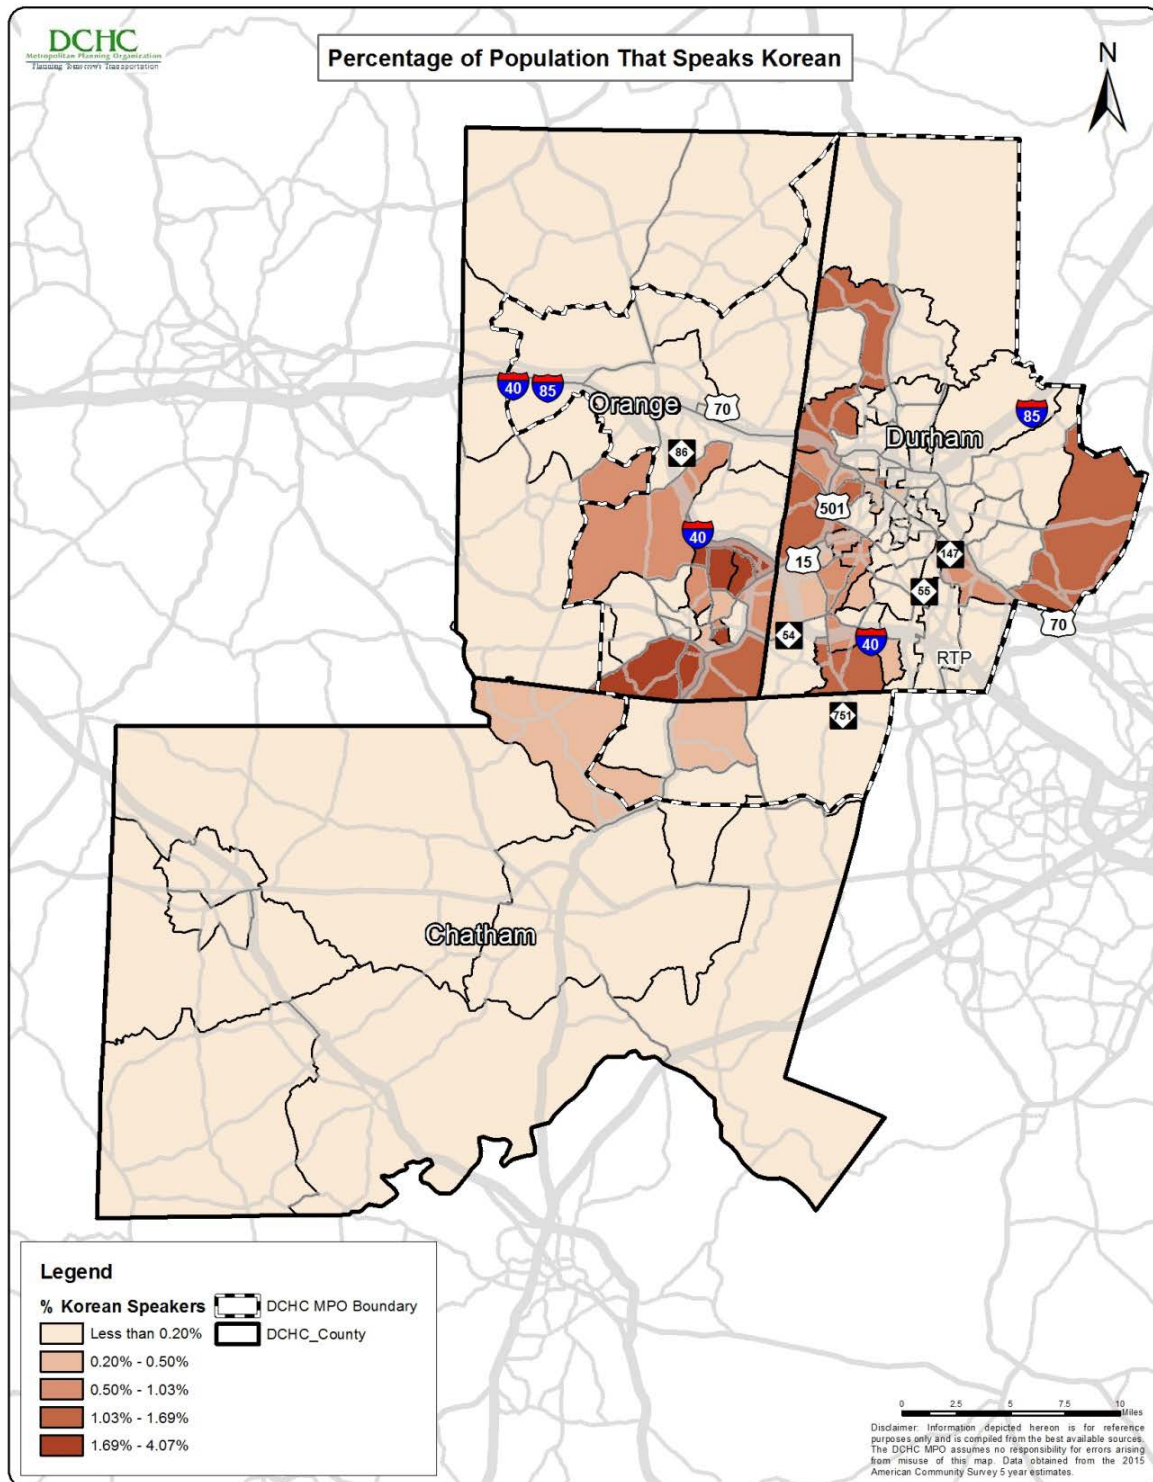 DCHC
Metropolitan Planning Organization
Planning Tomorrow's Transportation
Percentage of Population That Speaks Korean
N
40
85
Orange
70
85
Durham
86
501
40
15
147
55
70
54
40
RTP
751
Chatham
Legend
% Korean Speakers
Less than 0.20%
0.20% - 0.50%
0.50% - 1.03%
1.03% - 1.69%
1.69% - 4.07%
DCHC MPO Boundary
DCHC_County
0 2.5 5 7.5 10
Miles
Disclaimer: Information depicted hereon is for reference
purposes only and is compiled from the best available sources.
The DCHC MPO assumes no responsibility for errors arising
from misuse of this map. Data obtained from the 2015
American Community Survey 5 year estimates.